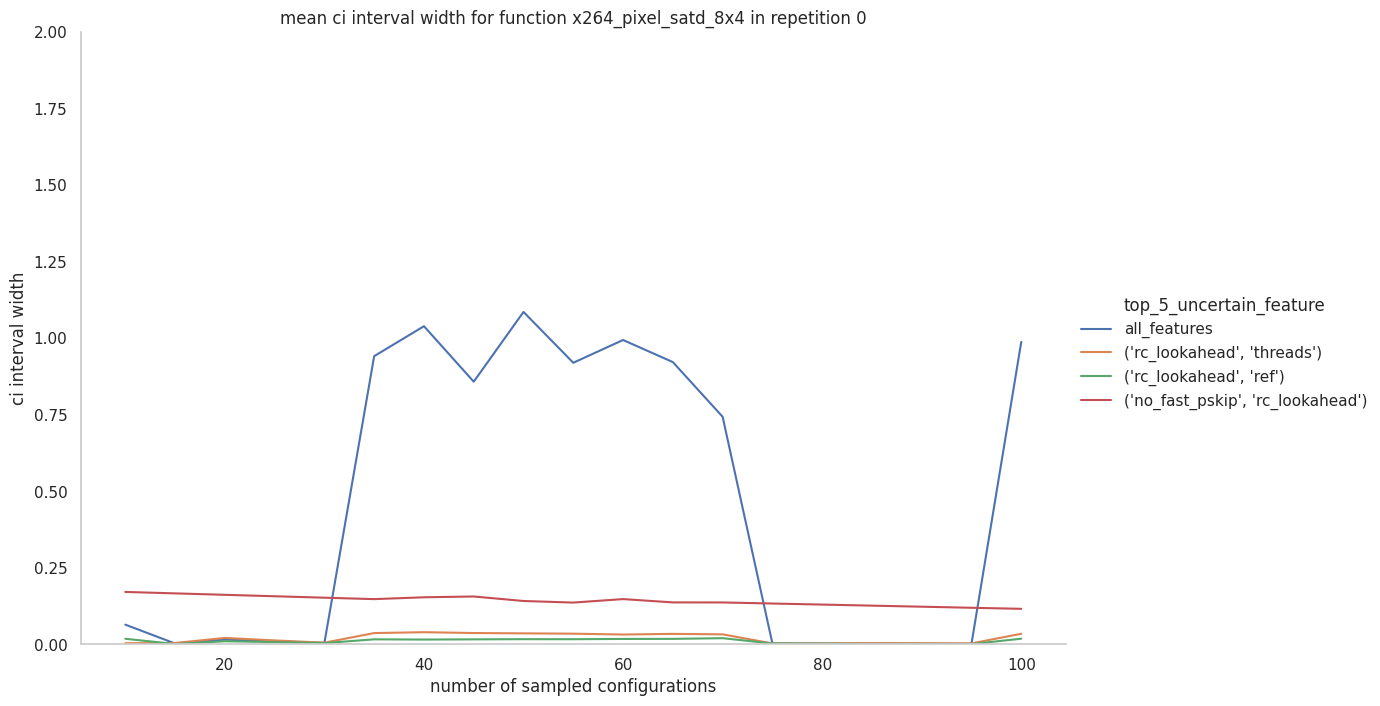 mean ci interval width for function x264_pixel_satd_8x4 in repetition 0
2.00
1.75
1.50
1.25
1.00
0.75
0.50
0.25
0.00
ci interval width
20
40
60
80
100
number of sampled configurations
top_5_uncertain_feature
all_features
('rc_lookahead', 'threads')
('rc_lookahead', 'ref')
('no_fast_pskip', 'rc_lookahead')